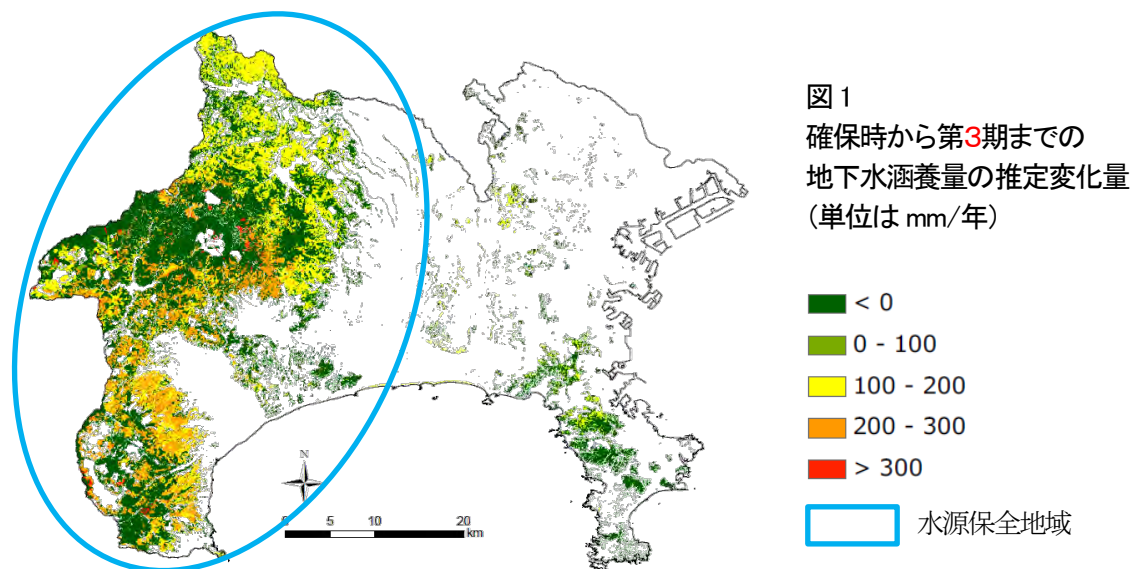 図1
確保時から第3期までの
地下水涵養量の推定変化量
(単位は mm/年)
< 0
0 - 100
100 - 200
200 - 300
> 300
水源保全地域
0 5 10 20
km